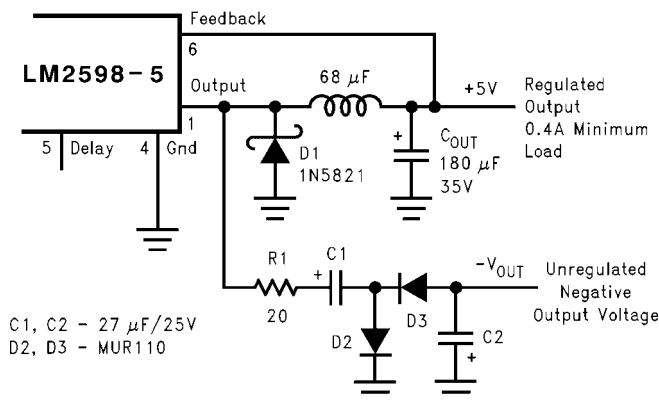 Feedback
6
LM2598-5
Output
1
5 Delay
4 Gnd
68 μF
+5V
Regulated
Output
0.4A Minimum
Load
D1
1N5821
+
COUT
180 μF
35V
R1
20
+
C1
D2
D3
-VOUT
Unregulated
Negative
Output Voltage
C2
+
C1, C2 - 27 μF/25V
D2, D3 - MUR110